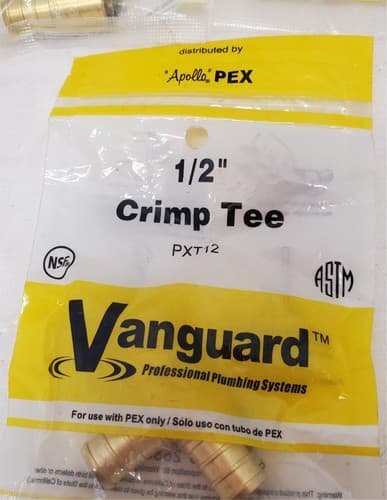 distributed by
"Apollo" PEX
1/2"
Crimp Tee
PXT12
NSF
ASTM
Vanguard™
Professional Plumbing Systems
For use with PEX only / Sólo uso con tubo de PEX